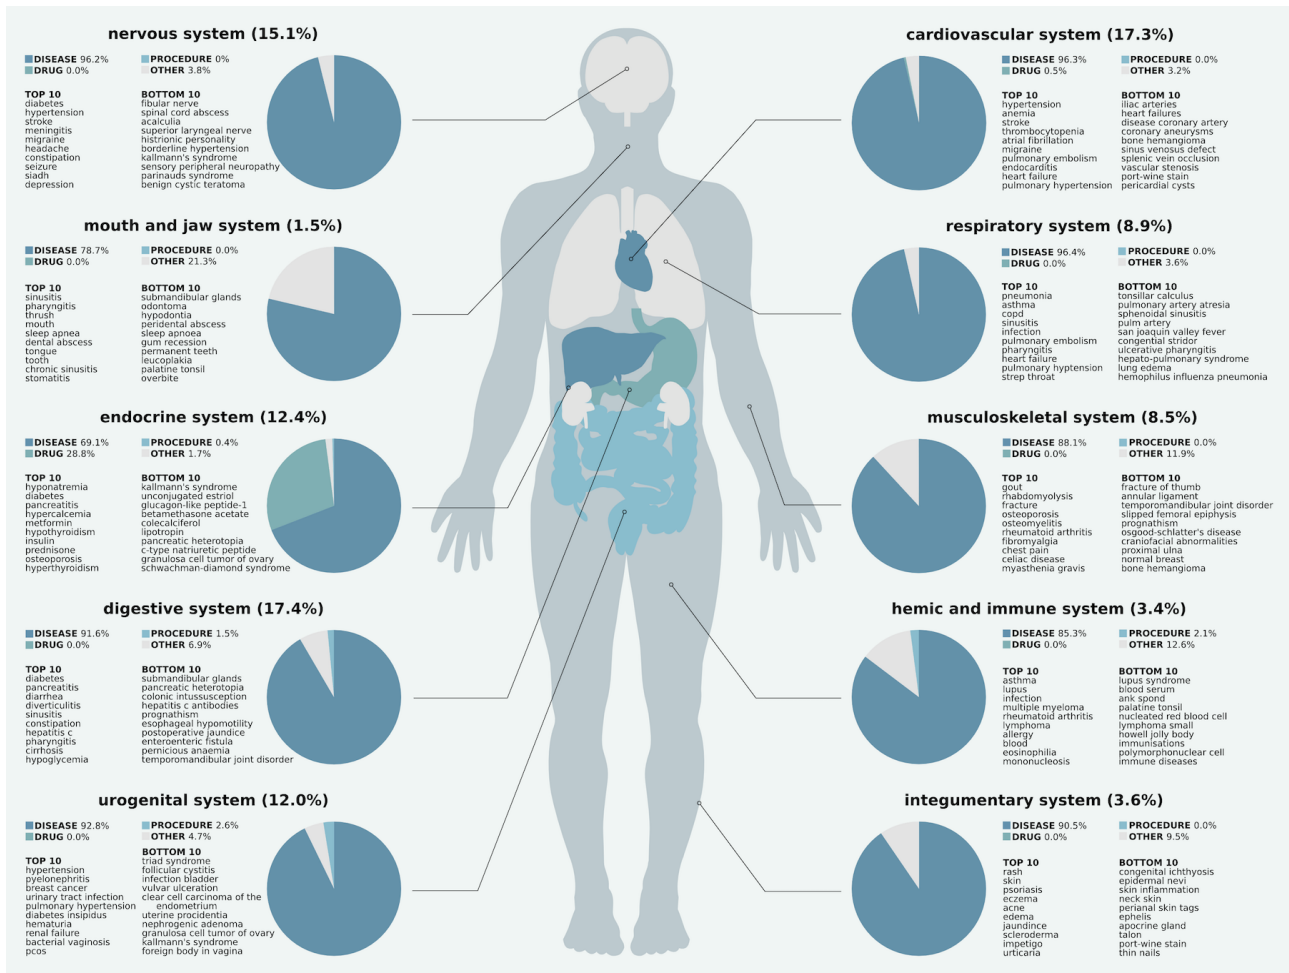 nervous system (15.1%)
DISEASE 96.2%
PROCEDURE 0%
DRUG 0.0%
OTHER 3.8%
TOP 10
diabetes
hypertension
stroke
meningitis
migraine
headache
constipation
seizure
siadh
depression
BOTTOM 10
fibular nerve
spinal cord abscess
acalculia
superior laryngeal nerve
histrionic personality
borderline hypertension
kallmann's syndrome
sensory peripheral neuropathy
parinauds syndrome
benign cystic teratoma
mouth and jaw system (1.5%)
DISEASE 78.7%
PROCEDURE 0.0%
DRUG 0.0%
OTHER 21.3%
TOP 10
sinusitis
pharyngitis
thrush
mouth
sleep apnea
dental abscess
tongue
tooth
chronic sinusitis
stomatitis
BOTTOM 10
submandibular glands
odontoma
hypodontia
peridental abscess
sleep apnoea
gum recession
permanent teeth
leucoplakia
palatine tonsil
overbite
endocrine system (12.4%)
DISEASE 69.1%
PROCEDURE 0.4%
DRUG 28.8%
OTHER 1.7%
TOP 10
hyponatremia
diabetes
pancreatitis
hypercalcemia
metformin
hypothyroidism
insulin
prednisone
osteoporosis
hyperthyroidism
BOTTOM 10
kallmann's syndrome
unconjugated estriol
glucagon-like peptide-1
betamethasone acetate
colecalciferol
lipotropin
pancreatic heterotopia
c-type natriuretic peptide
granulosa cell tumor of ovary
schwachman-diamond syndrome
digestive system (17.4%)
DISEASE 91.6%
PROCEDURE 1.5%
DRUG 0.0%
OTHER 6.9%
TOP 10
diabetes
pancreatitis
diarrhea
diverticulitis
sinusitis
constipation
hepatitis c
pharyngitis
cirrhosis
hypoglycemia
BOTTOM 10
submandibular glands
pancreatic heterotopia
colonic intussusception
hepatitis c antibodies
prognathism
esophageal hypomotility
postoperative jaundice
enteroenteric fistula
pernicious anaemia
temporomandibular joint disorder
urogenital system (12.0%)
DISEASE 92.8%
PROCEDURE 2.6%
DRUG 0.0%
OTHER 4.7%
TOP 10
hypertension
pyelonephritis
breast cancer
urinary tract infection
pulmonary hypertension
diabetes insipidus
hematuria
renal failure
bacterial vaginosis
pcos
BOTTOM 10
triad syndrome
follicular cystitis
infection bladder
vulvar ulceration
clear cell carcinoma of the
endometrium
uterine procidentia
nephrogenic adenoma
granulosa cell tumor of ovary
kallmann's syndrome
foreign body in vagina
cardiovascular system (17.3%)
DISEASE 96.3%
PROCEDURE 0.0%
DRUG 0.5%
OTHER 3.2%
TOP 10
hypertension
anemia
stroke
thrombocytopenia
atrial fibrillation
migraine
pulmonary embolism
endocarditis
heart failure
pulmonary hypertension
BOTTOM 10
iliac arteries
heart failures
disease coronary artery
coronary aneurysms
bone hemangioma
sinus venosus defect
splenic vein occlusion
vascular stenosis
port-wine stain
pericardial cysts
respiratory system (8.9%)
DISEASE 96.4%
PROCEDURE 0.0%
DRUG 0.0%
OTHER 3.6%
TOP 10
pneumonia
asthma
copd
sinusitis
infection
pulmonary embolism
pharyngitis
heart failure
pulmonary hyptension
strep throat
BOTTOM 10
tonsillar calculus
pulmonary artery atresia
sphenoidal sinusitis
pulm artery
san joaquin valley fever
congential stridor
ulcerative pharyngitis
hepato-pulmonary syndrome
lung edema
hemophilus influenza pneumonia
musculoskeletal system (8.5%)
DISEASE 88.1%
PROCEDURE 0.0%
DRUG 0.0%
OTHER 11.9%
TOP 10
gout
rhabdomyolysis
fracture
osteoporosis
osteomyelitis
rheumatoid arthritis
fibromyalgia
chest pain
celiac disease
myasthenia gravis
BOTTOM 10
fracture of thumb
annular ligament
temporomandibular joint disorder
slipped femoral epiphysis
prognathism
osgood-schlatter's disease
craniofacial abnormalities
proximal ulna
normal breast
bone hemangioma
hemic and immune system (3.4%)
DISEASE 85.3%
PROCEDURE 2.1%
DRUG 0.0%
OTHER 12.6%
TOP 10
asthma
lupus
infection
multiple myeloma
rheumatoid arthritis
lymphoma
allergy
blood
eosinophilia
mononucleosis
BOTTOM 10
lupus syndrome
blood serum
ank spond
palatine tonsil
nucleated red blood cell
lymphoma small
howell jolly body
immunisations
polymorphonuclear cell
immune diseases
integumentary system (3.6%)
DISEASE 90.5%
PROCEDURE 0.0%
DRUG 0.0%
OTHER 9.5%
TOP 10
rash
skin
psoriasis
eczema
acne
edema
jaundince
scleroderma
impetigo
urticaria
BOTTOM 10
congenital ichthyosis
epidermal nevi
skin inflammation
neck skin
perianal skin tags
ephelis
apocrine gland
talon
port-wine stain
thin nails